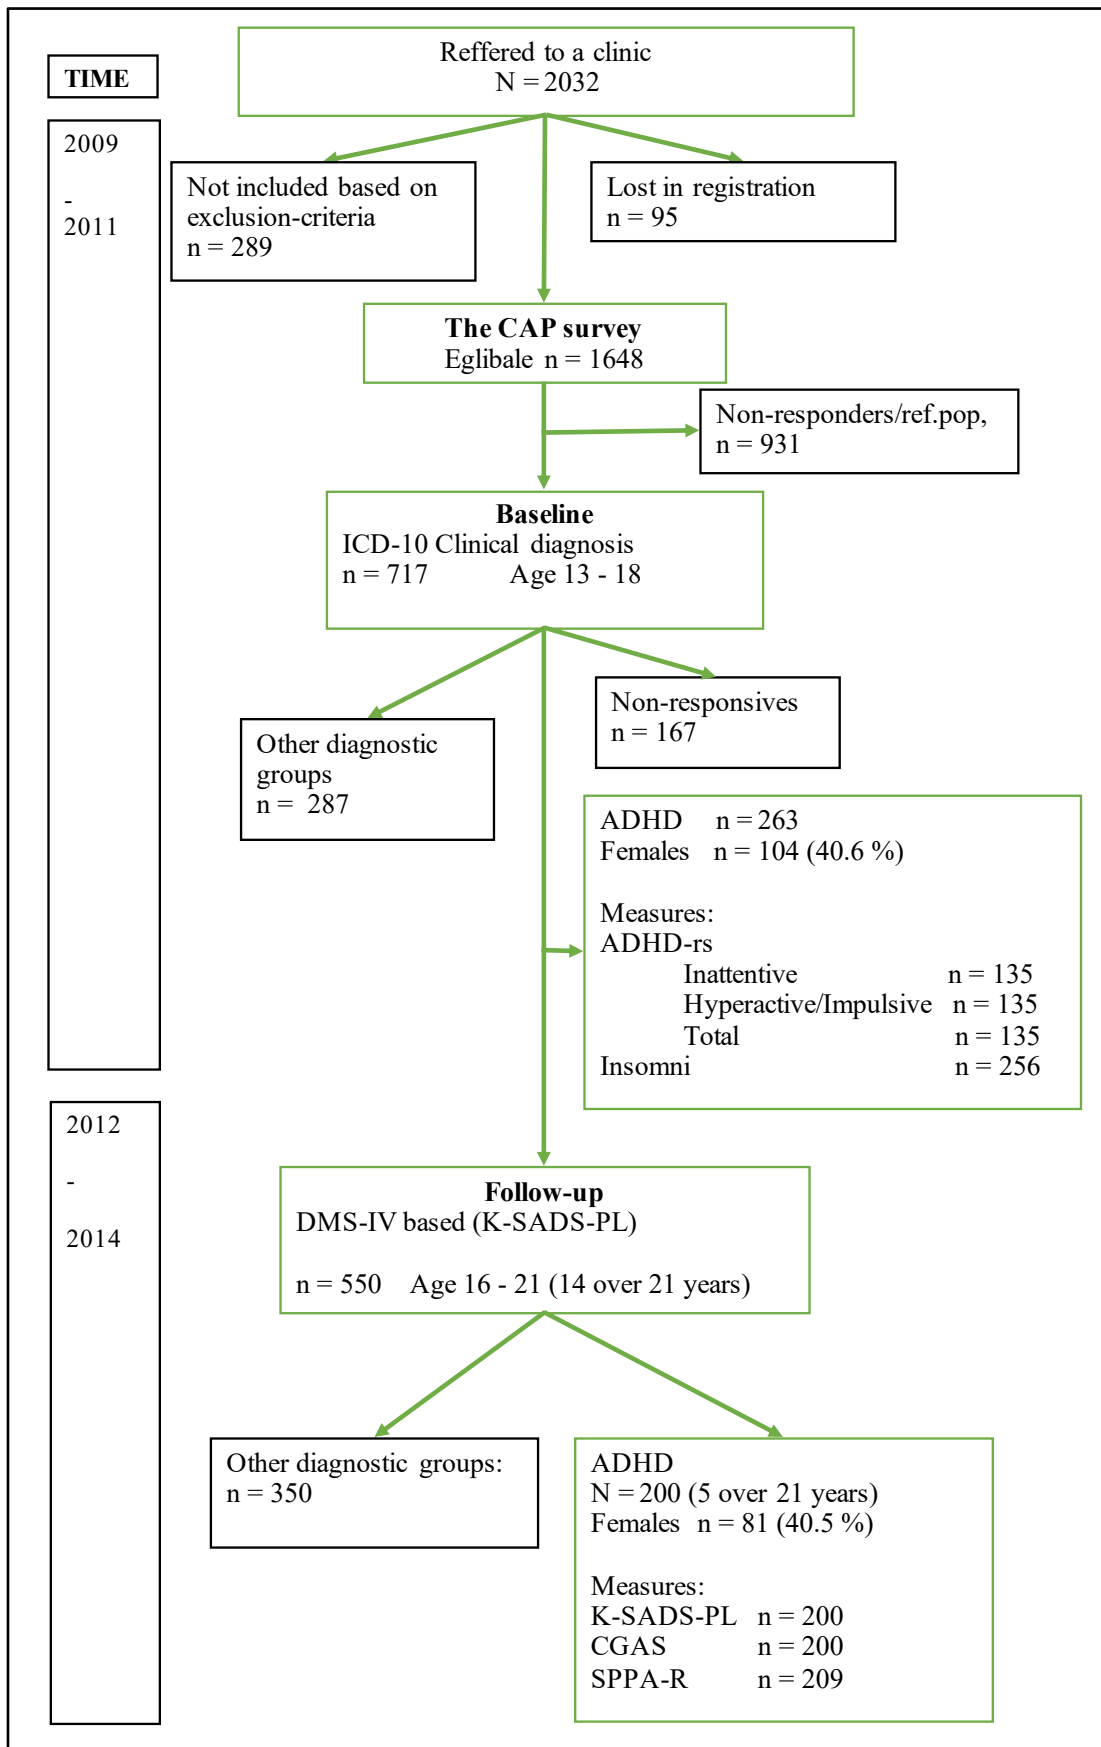 Reffered to a clinic
N = 2032
TIME
2009
-
2011
Not included based on
exclusion-criteria
n = 289
Lost in registration
n = 95
The CAP survey
Eglibale n = 1648
Non-responders/ref.pop,
n = 931
Baseline
ICD-10 Clinical diagnosis
n = 717 Age 13 - 18
Non-responsives
n = 167
Other diagnostic
groups
n = 287
ADHD n = 263
Females n = 104 (40.6 %)
Measures:
ADHD-rs
Inattentive n = 135
Hyperactive/Impulsive n = 135
Total n = 135
Insomni n = 256
2012
-
2014
Follow-up
DMS-IV based (K-SADS-PL)
n = 550 Age 16 - 21 (14 over 21 years)
Other diagnostic groups:
n = 350
ADHD
N = 200 (5 over 21 years)
Females n = 81 (40.5 %)
Measures:
K-SADS-PL n = 200
CGAS n = 200
SPPA-R n = 209